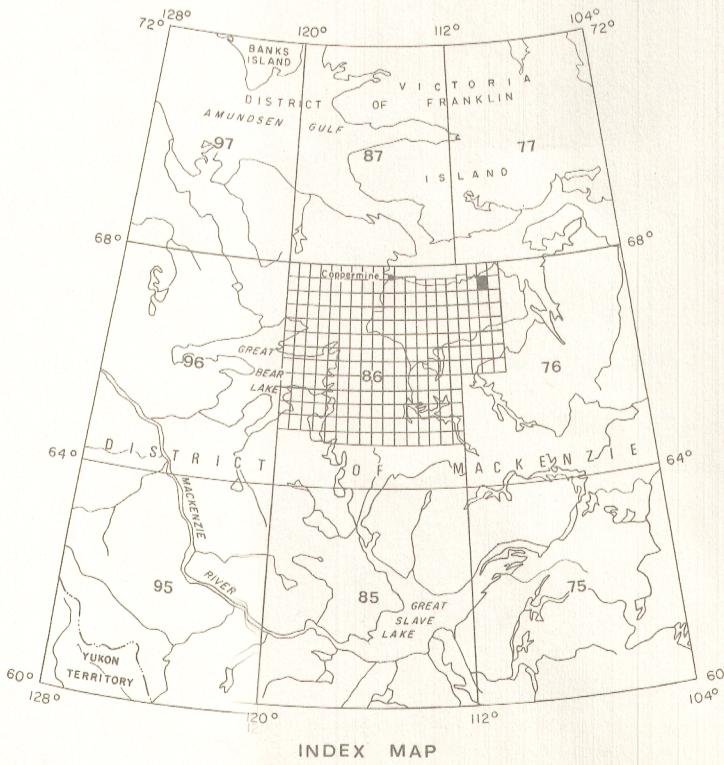 128°
120°
112°
104°
72°
72°
BANKS
ISLAND
VICTORIA
DISTRICT OF FRANKLIN
AMUNDSEN GULF
97
87
77
ISLAND
68°
68°
Coppermine
96
GREAT
BEAR
LAKE
86
76
64°
DISTRICT OF MACKENZIE
64°
MACKENZIE
RIVER
95
85
75
GREAT
SLAVE
LAKE
YUKON
TERRITORY
60°
60
128°
120°
12
112°
104°
INDEX MAP